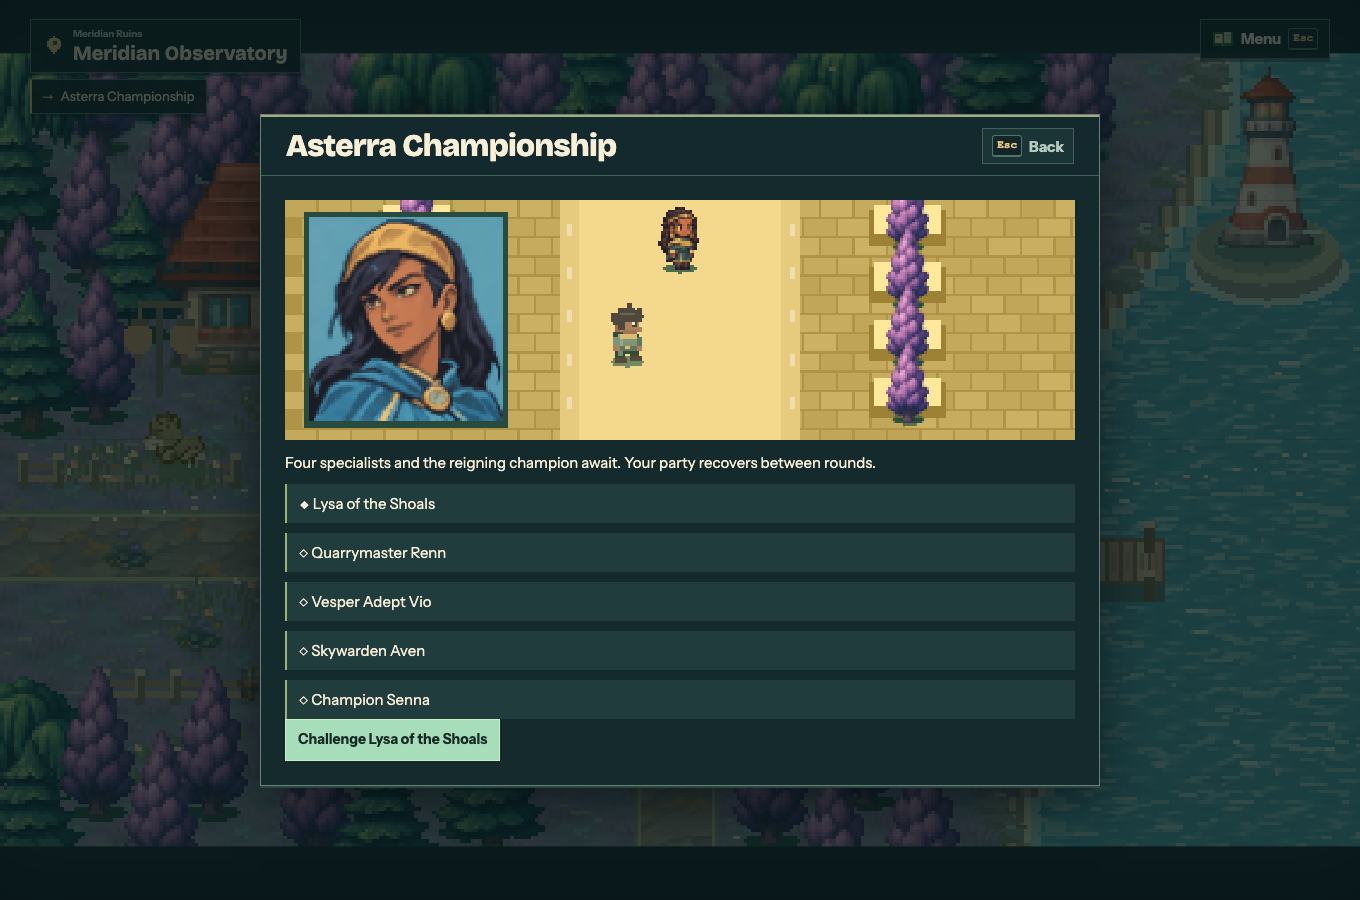 Meridian Ruins
Meridian Observatory
Menu Esc
→ Asterra Championship
Asterra Championship
Esc Back
Four specialists and the reigning champion await. Your party recovers between rounds.
◆ Lysa of the Shoals
◇ Quarrymaster Renn
◇ Vesper Adept Vio
◇ Skywarden Aven
◇ Champion Senna
Challenge Lysa of the Shoals